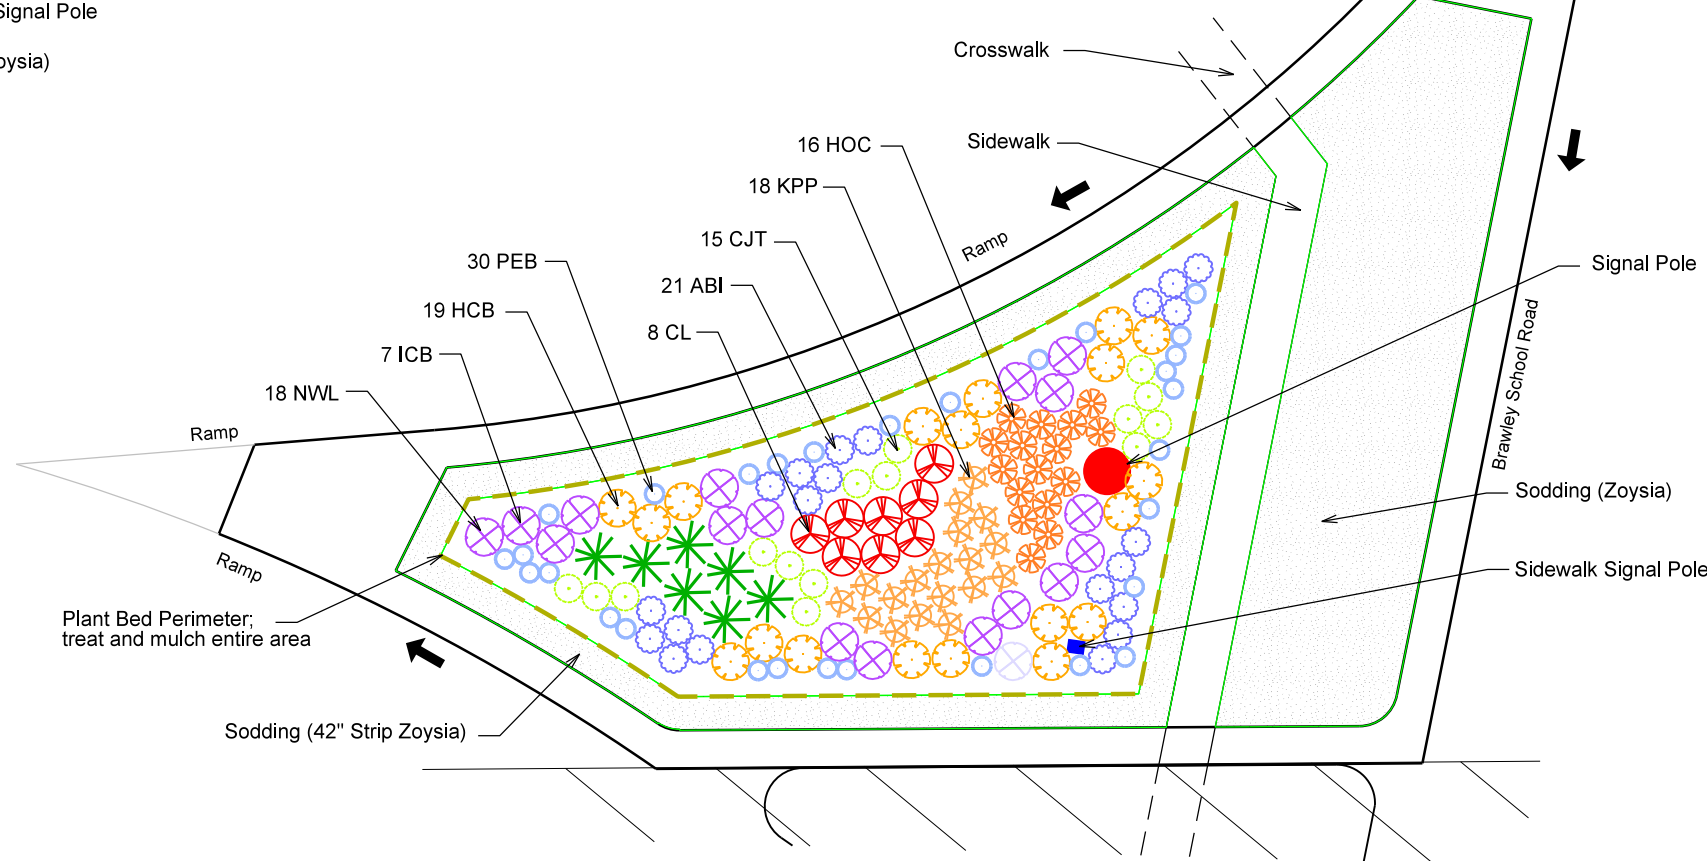 Signal Pole
Crosswalk
oysia)
Sidewalk
16 HOC
18 KPP
15 CJT
Ramp
30 PEB
Signal Pole
21 ABI
19 HCB
8 CL
7 ICB
18 NWL
Brawley School Road
Ramp
Sodding (Zoysia)
Ramp
Sidewalk Signal Pole
Plant Bed Perimeter;
treat and mulch entire area
Sodding (42" Strip Zoysia)